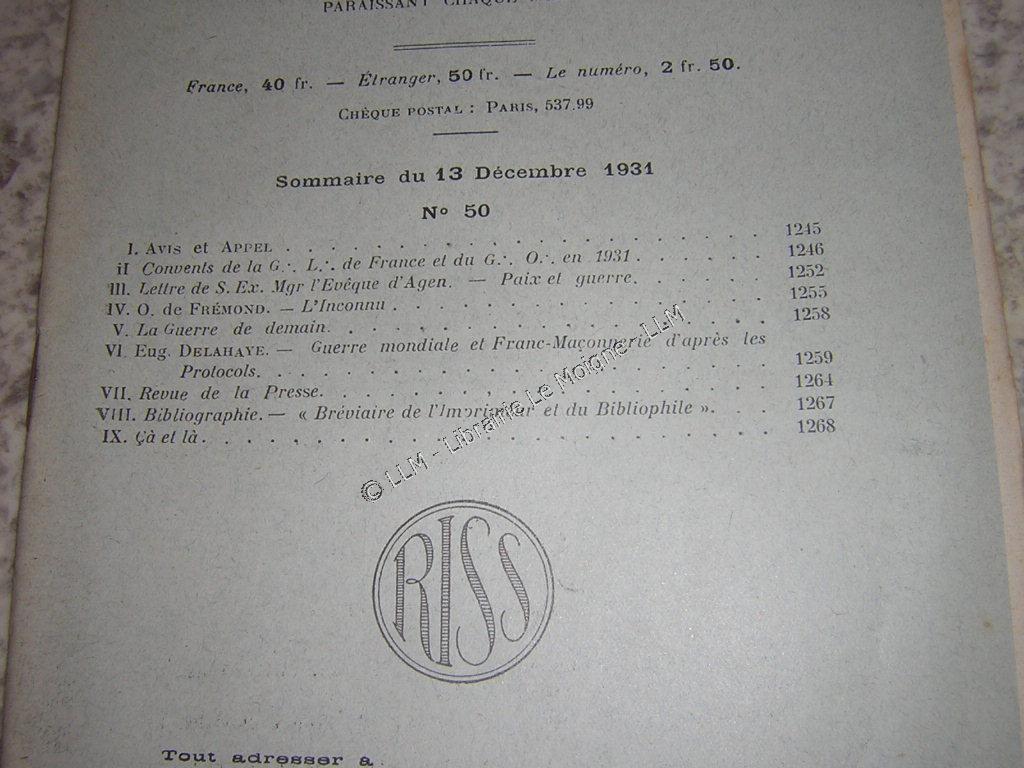 PARAISSANT CHAQUE
France, 40 fr. — Étranger, 50 fr. — Le numéro, 2 fr. 50.
CHÈQUE POSTAL : PARIS, 537.99
Sommaire du 13 Décembre 1931
N° 50
I. AVIS et APPEL . . . . . . . . . . . . . . . . . . 1245
II Convents de la G∴ L∴ de France et du G∴ O∴ en 1931 . . . . . . 1246
III. Lettre de S. Ex. Mgr l'Evêque d'Agen. — Paix et guerre. . . . . . 1252
IV. O. de FRÉMOND. — L'Inconnu . . . . . . . . . . . . . 1255
V. La Guerre de demain. . . . . . . . . . . . . . . . 1258
VI. Eug. DELAHAYE. — Guerre mondiale et Franc-Maçonnerie d'après les
Protocols. . . . . . . . . . . . . . . . . . . 1259
VII. Revue de la Presse. . . . . . . . . . . . . . . . 1264
VIII. Bibliographie. — « Bréviaire de l'Imprimeur et du Bibliophile ». . . . 1267
IX. Çà et là. . . . . . . . . . . . . . . . . . . . 1268
© LLM - Librairie Le Moigne - LLM
RISS
Tout adresser à